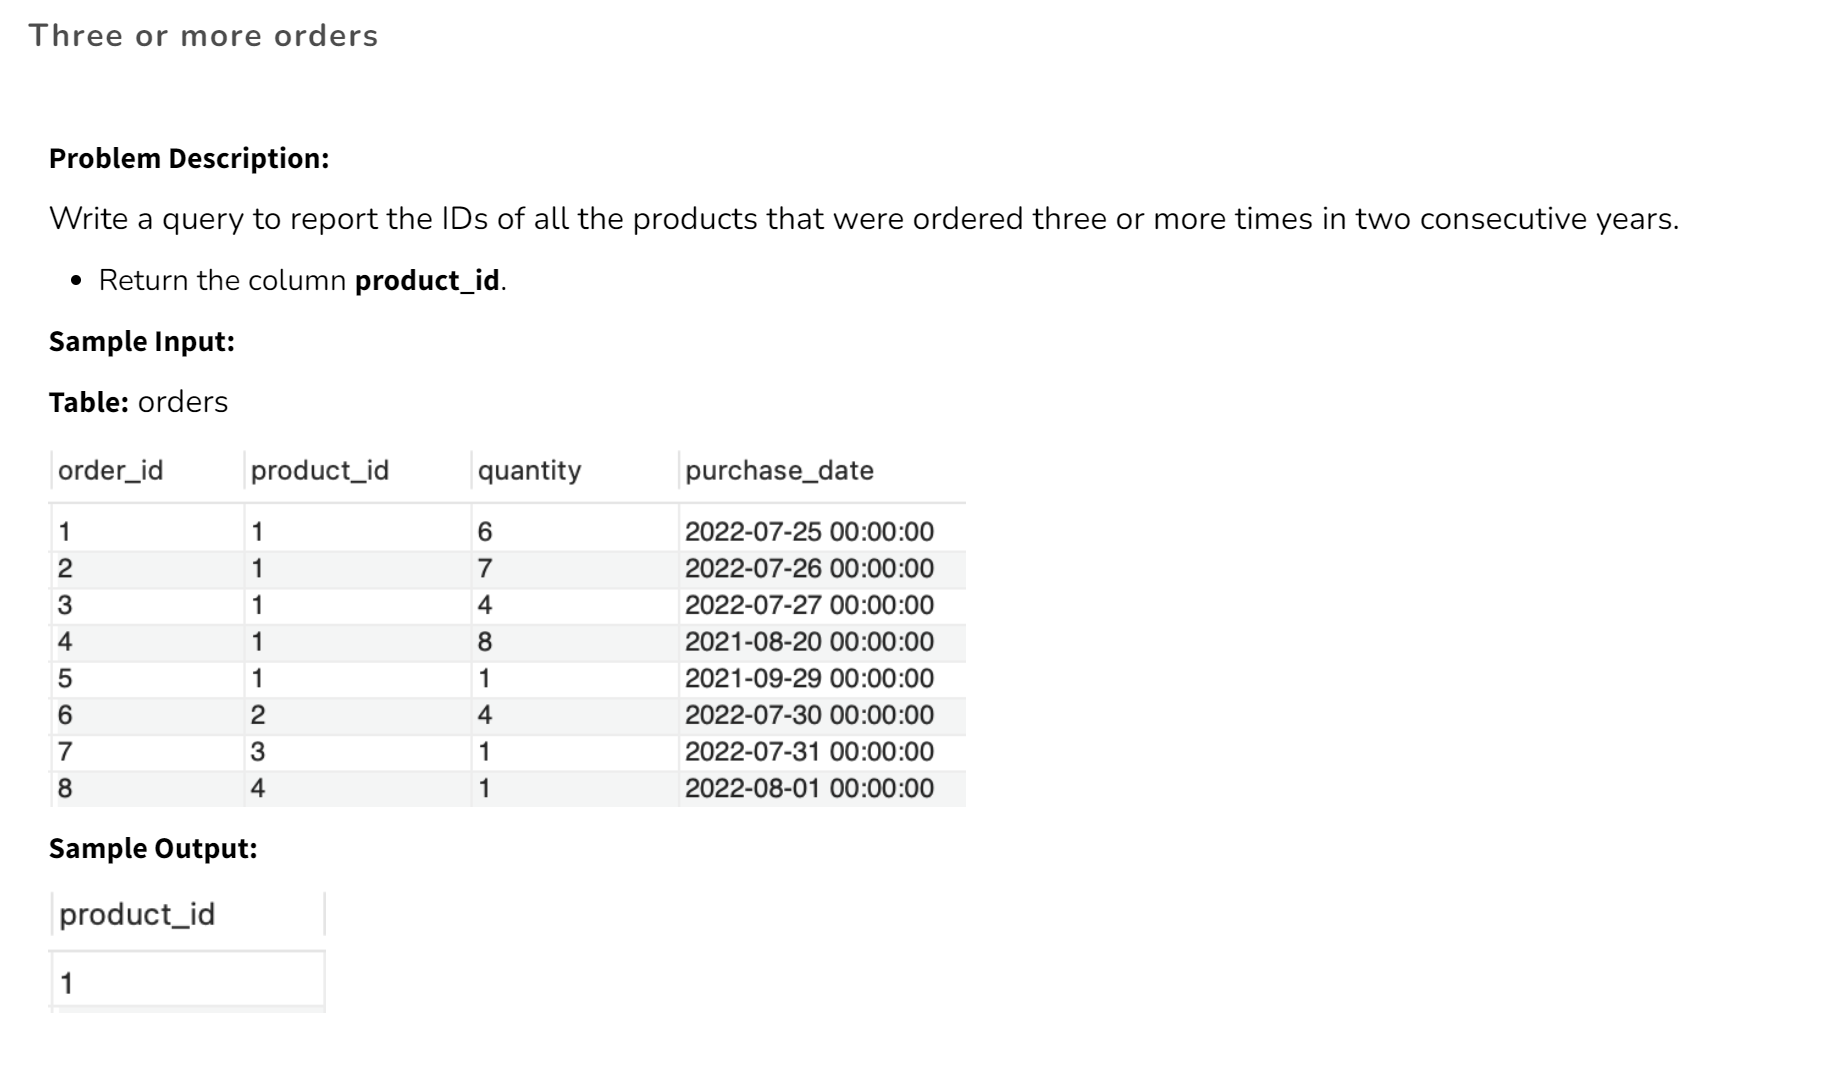 Three or more orders
Problem Description:
Write a query to report the IDs of all the products that were ordered three or more times in two consecutive years.
• Return the column product_id.
Sample Input:
Table: orders
order_id product_id quantity purchase_date
1 1 6 2022-07-25 00:00:00
2 1 7 2022-07-26 00:00:00
3 1 4 2022-07-27 00:00:00
4 1 8 2021-08-20 00:00:00
5 1 1 2021-09-29 00:00:00
6 2 4 2022-07-30 00:00:00
7 3 1 2022-07-31 00:00:00
8 4 1 2022-08-01 00:00:00
Sample Output:
product_id
1